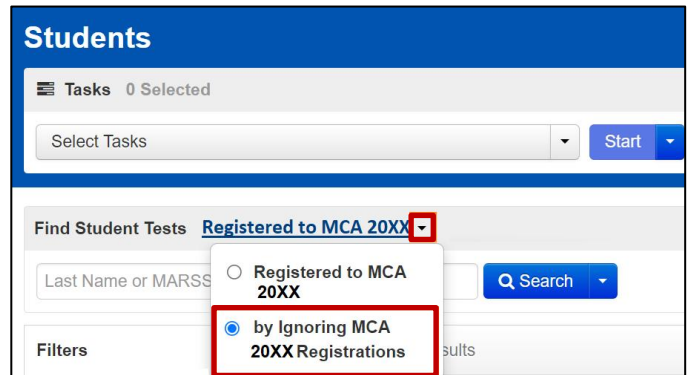 Students
Tasks 0 Selected
Select Tasks
Start
Find Student Tests Registered to MCA 20XX
Last Name or MARSS
Registered to MCA
20XX
Search
by Ignoring MCA
20XX Registrations
Filters